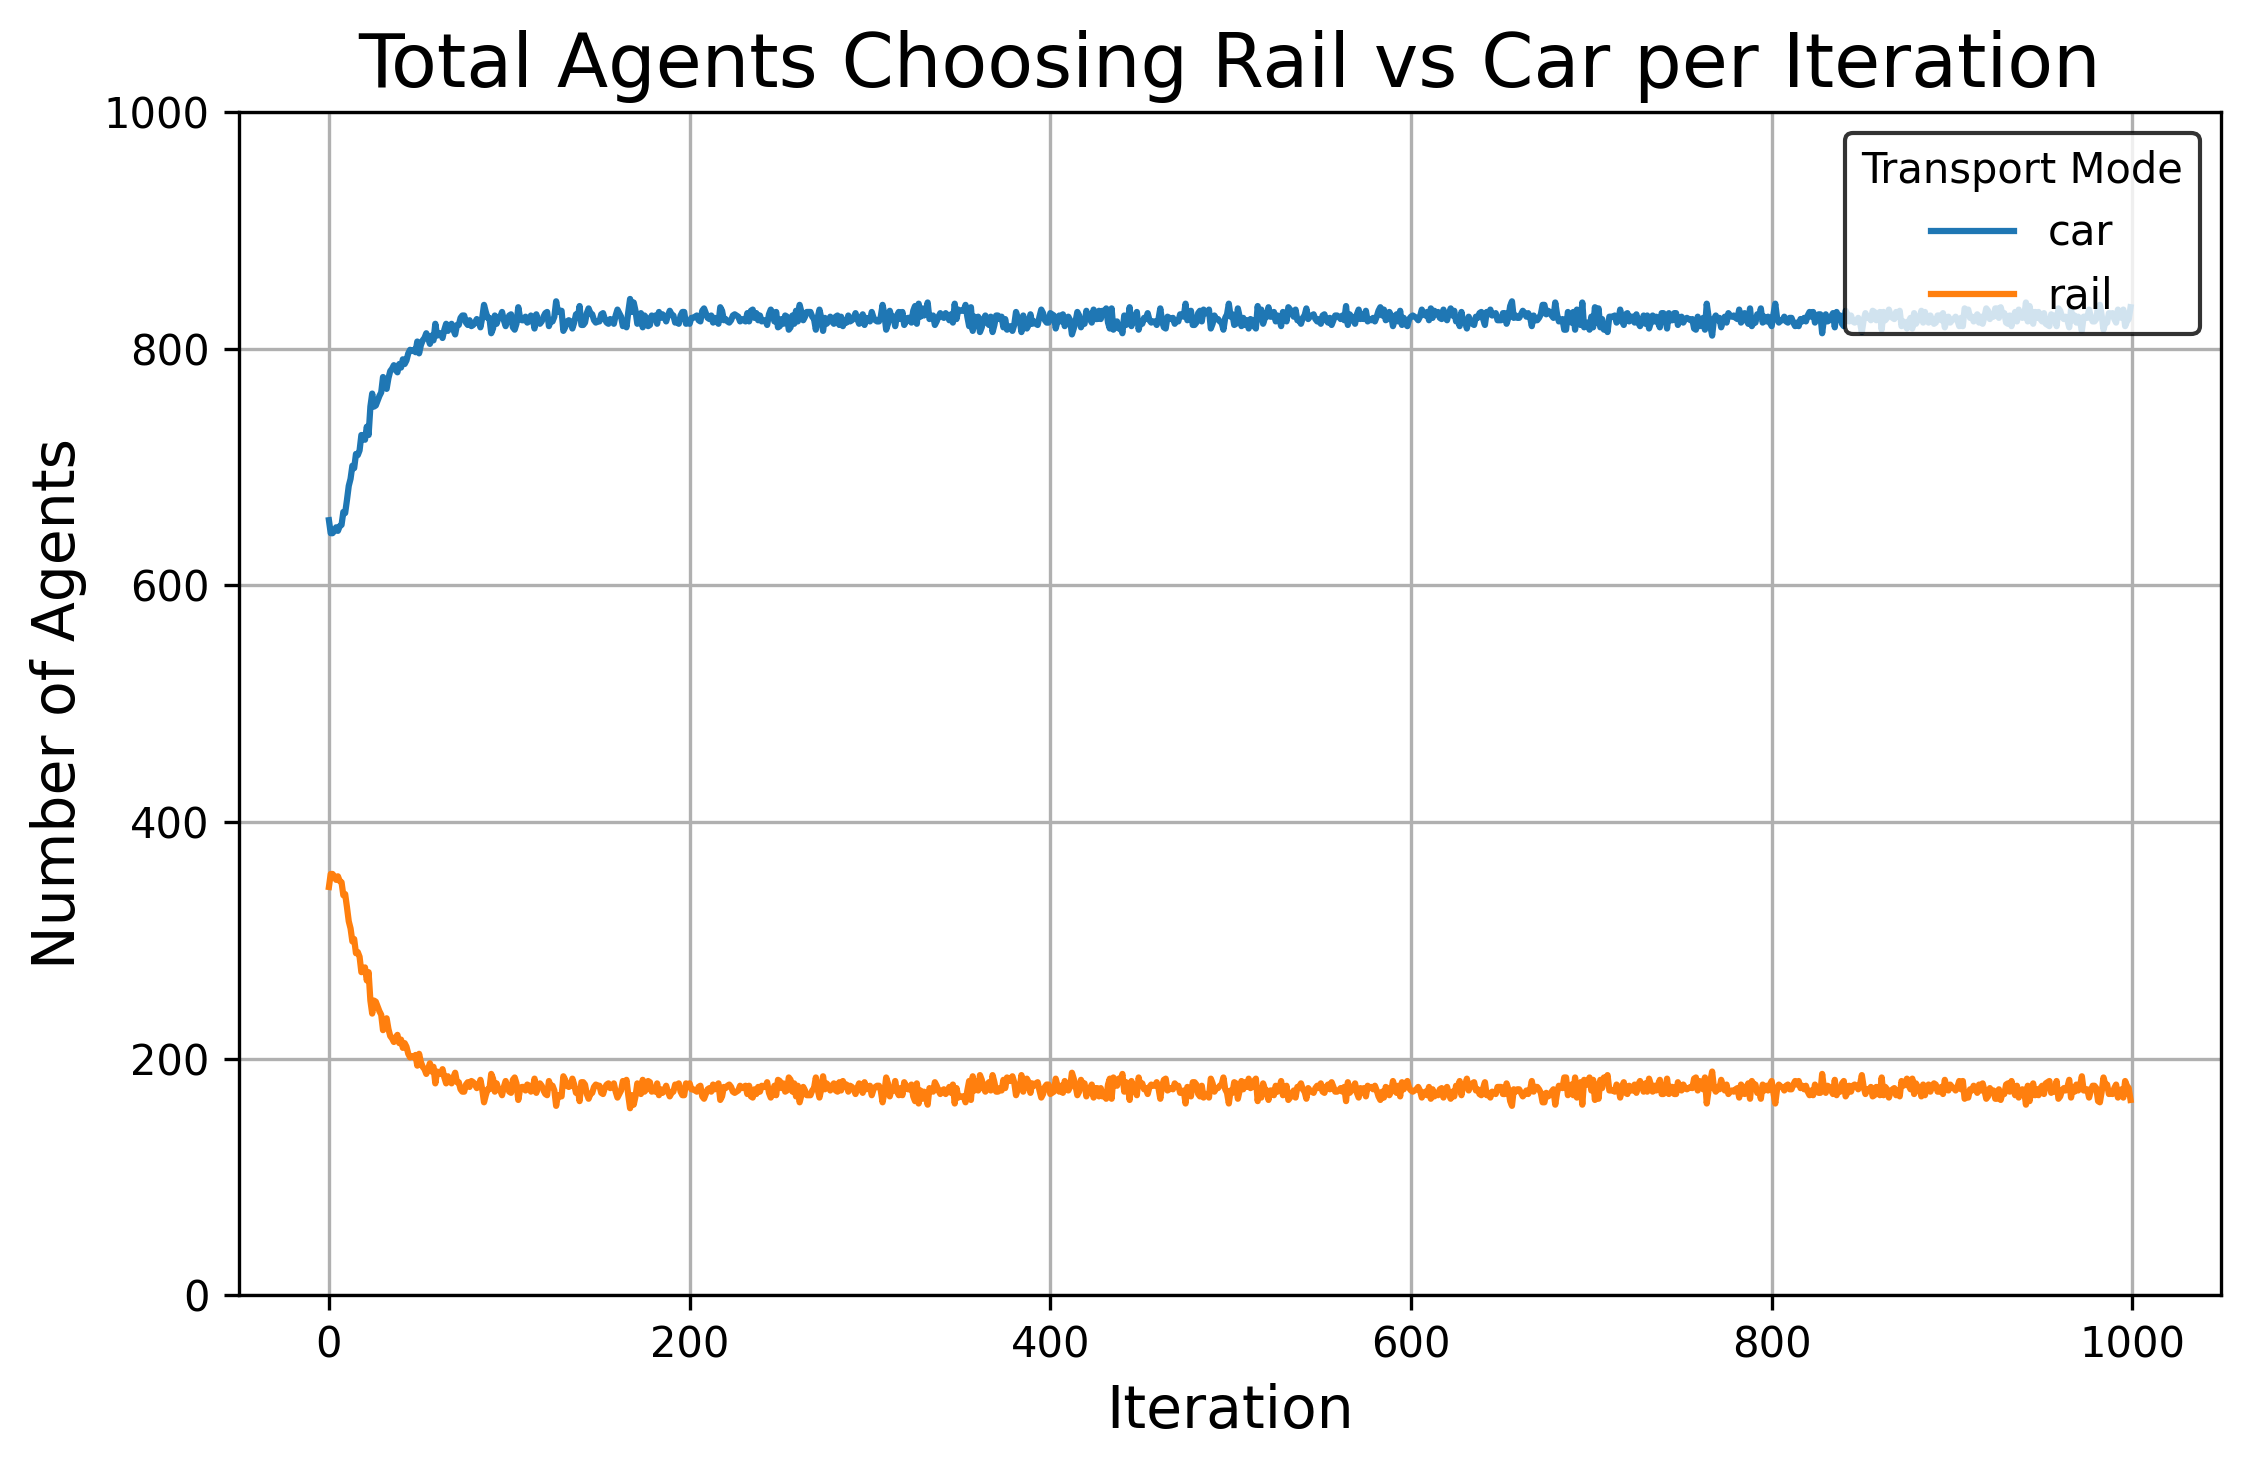 Total Agents Choosing Rail vs Car per Iteration
Number of Agents
1000
800
600
400
200
0
Transport Mode
car
rail
0 200 400 600 800 1000
Iteration